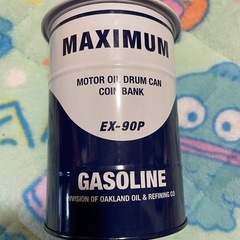 MAXIMUM
MOTOR OIL DRUM CAN
COIN BANK
EX-90P
GASOLINE
DIVISION OF OAKLAND OIL & REFINING CO